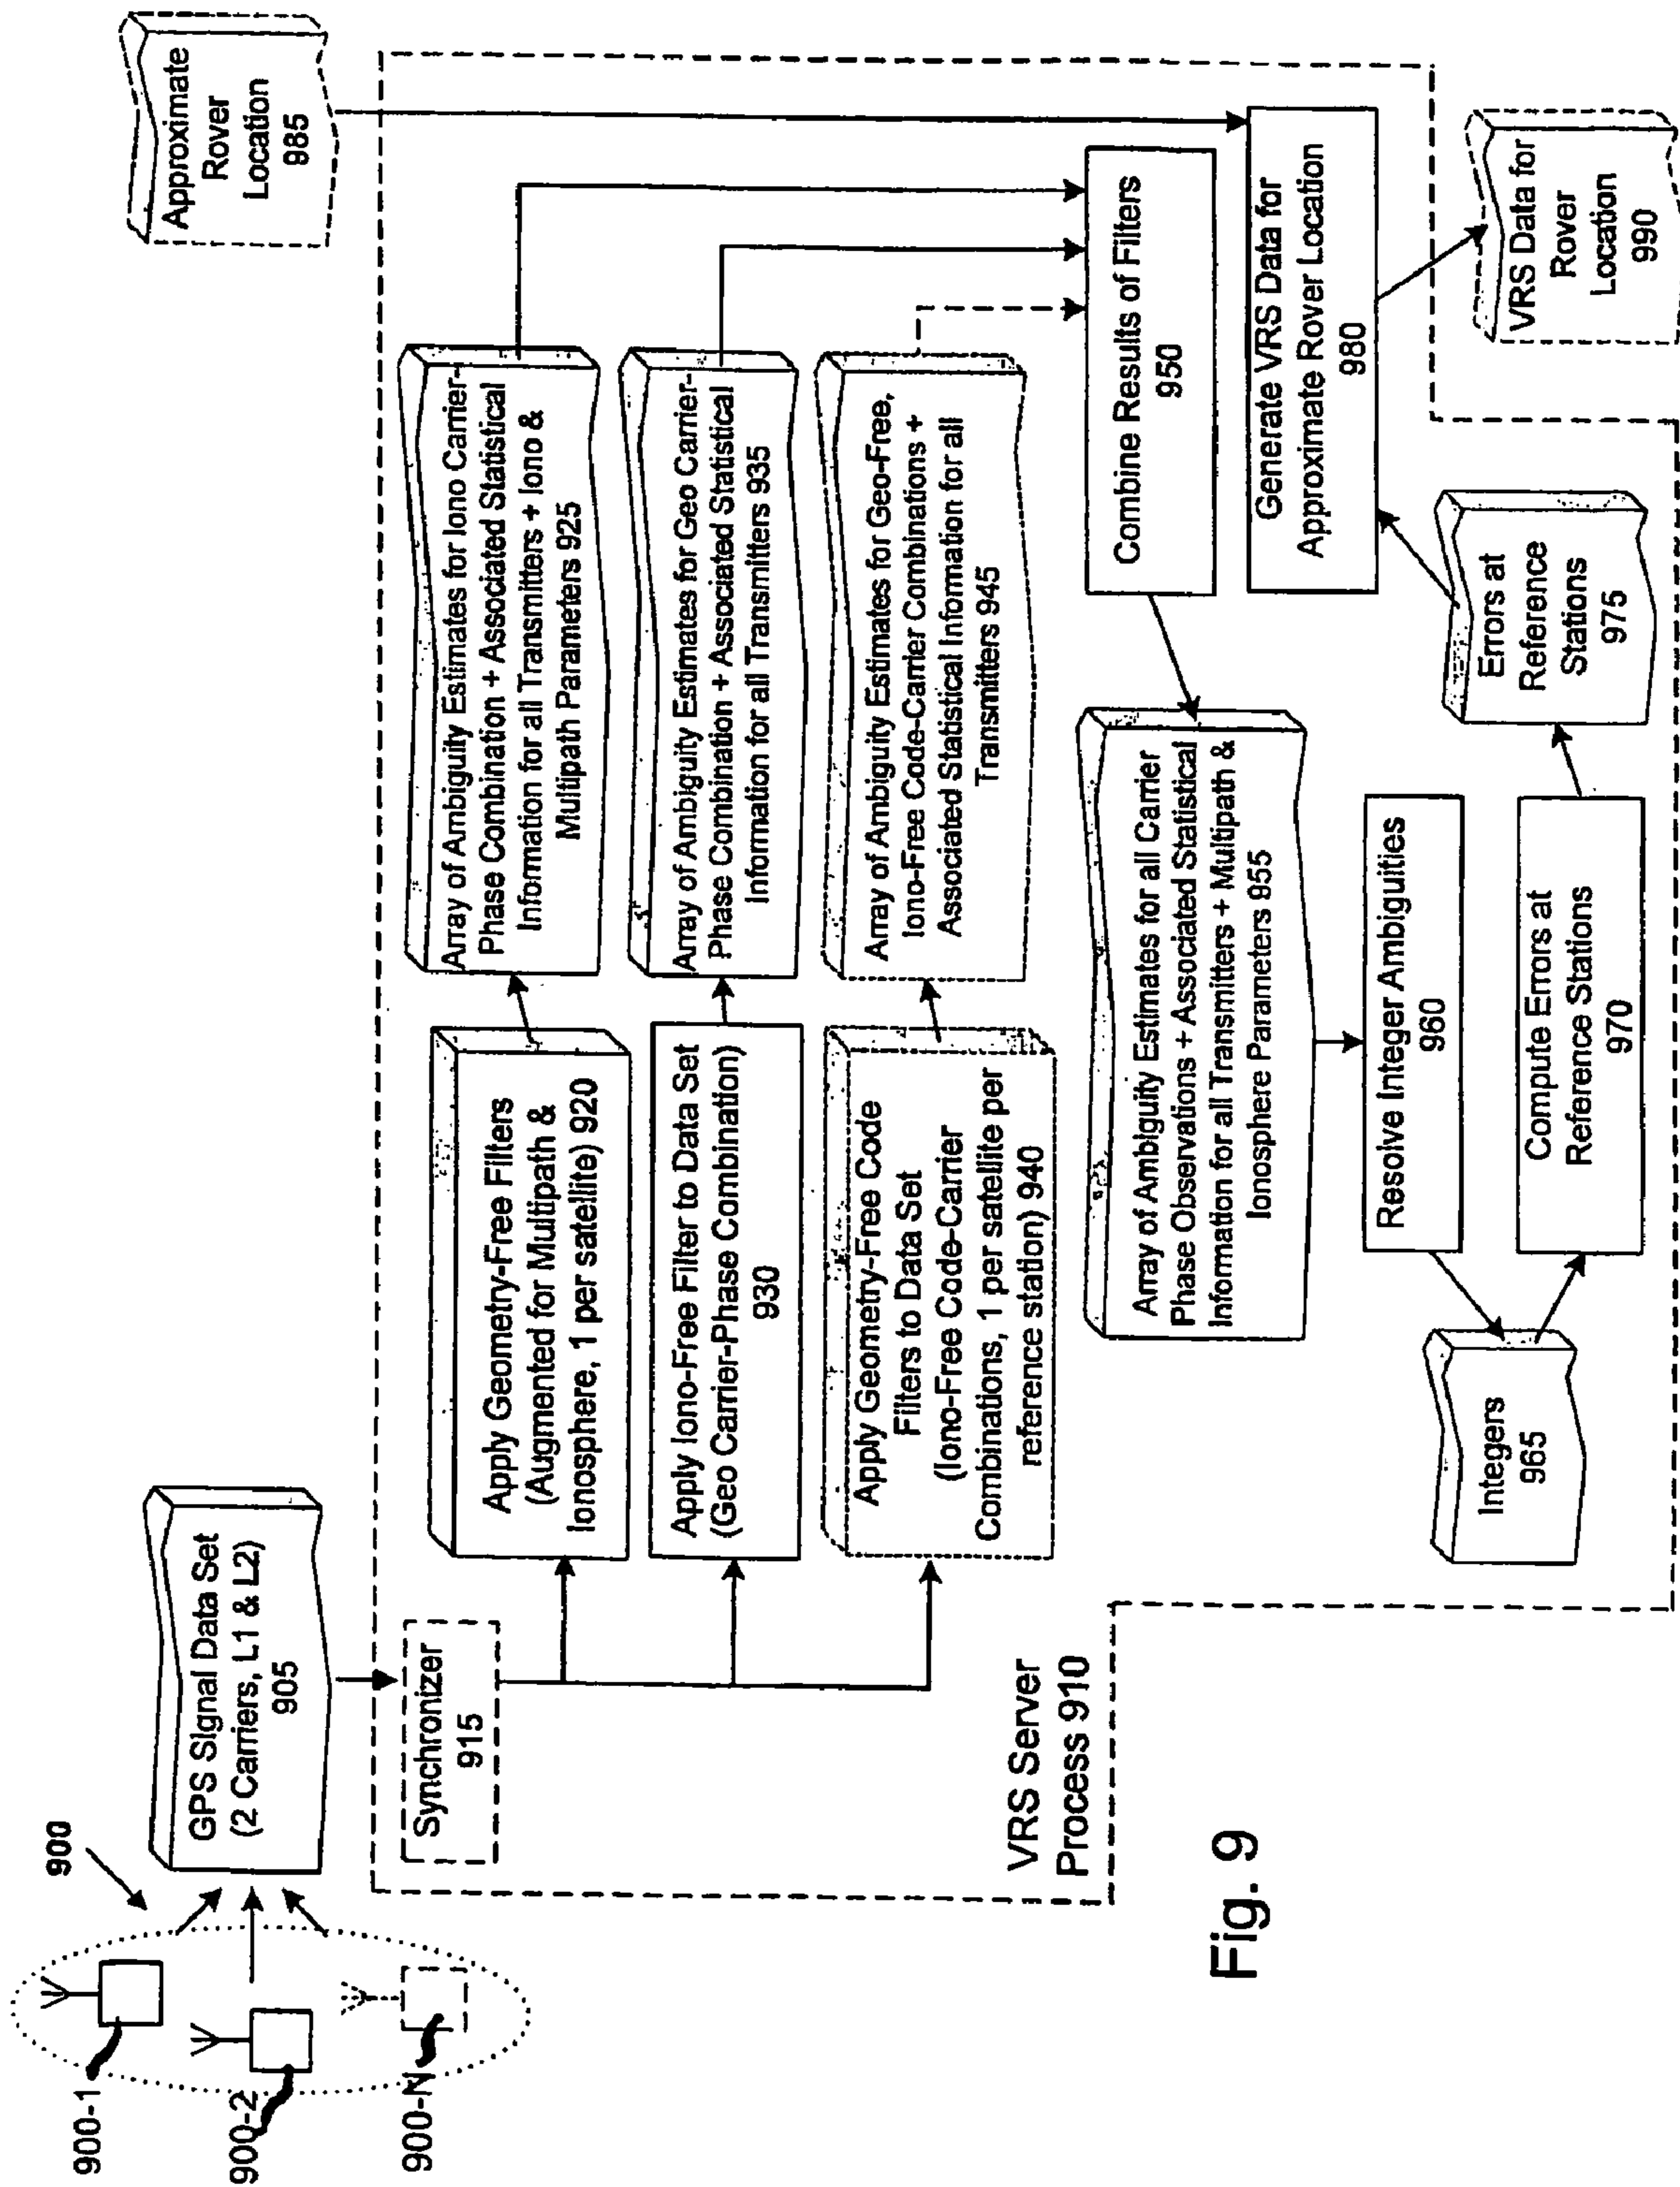 900
900-1
900-2
900-N
GPS Signal Data Set
(2 Carriers, L1 & L2)
905
Approximate
Rover
Location
985
Synchronizer
915
Apply Geometry-Free Filters
(Augmented for Multipath &
Ionosphere, 1 per satellite) 920
Array of Ambiguity Estimates for Iono Carrier-
Phase Combination + Associated Statistical
Information for all Transmitters + Iono &
Multipath Parameters 925
Apply Iono-Free Filter to Data Set
(Geo Carrier-Phase Combination)
930
Array of Ambiguity Estimates for Geo Carrier-
Phase Combination + Associated Statistical
Information for all Transmitters 935
Apply Geometry-Free Code
Filters to Data Set
(Iono-Free Code-Carrier
Combinations, 1 per satellite per
reference station) 940
Array of Ambiguity Estimates for Geo-Free,
Iono-Free Code-Carrier Combinations +
Associated Statistical Information for all
Transmitters 945
VRS Server
Process 910
Combine Results of Filters
950
Array of Ambiguity Estimates for all Carrier
Phase Observations + Associated Statistical
Information for all Transmitters + Multipath &
Ionosphere Parameters 955
Generate VRS Data for
Approximate Rover Location
980
Resolve Integer Ambiguities
960
Integers
965
Compute Errors at
Reference Stations
970
Errors at
Reference
Stations
975
VRS Data for
Rover
Location
990
Fig. 9